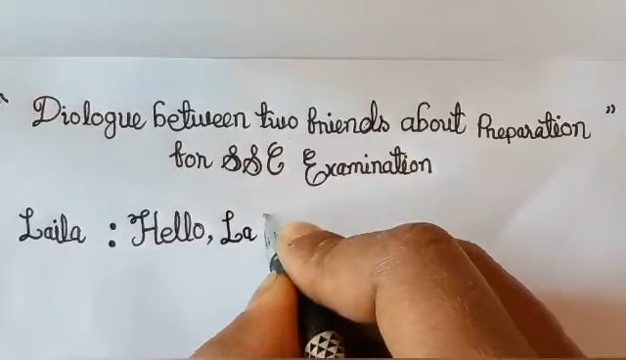 " Diologue between two friends about Preparation "
for SSC Examination
Laila : Hello, La